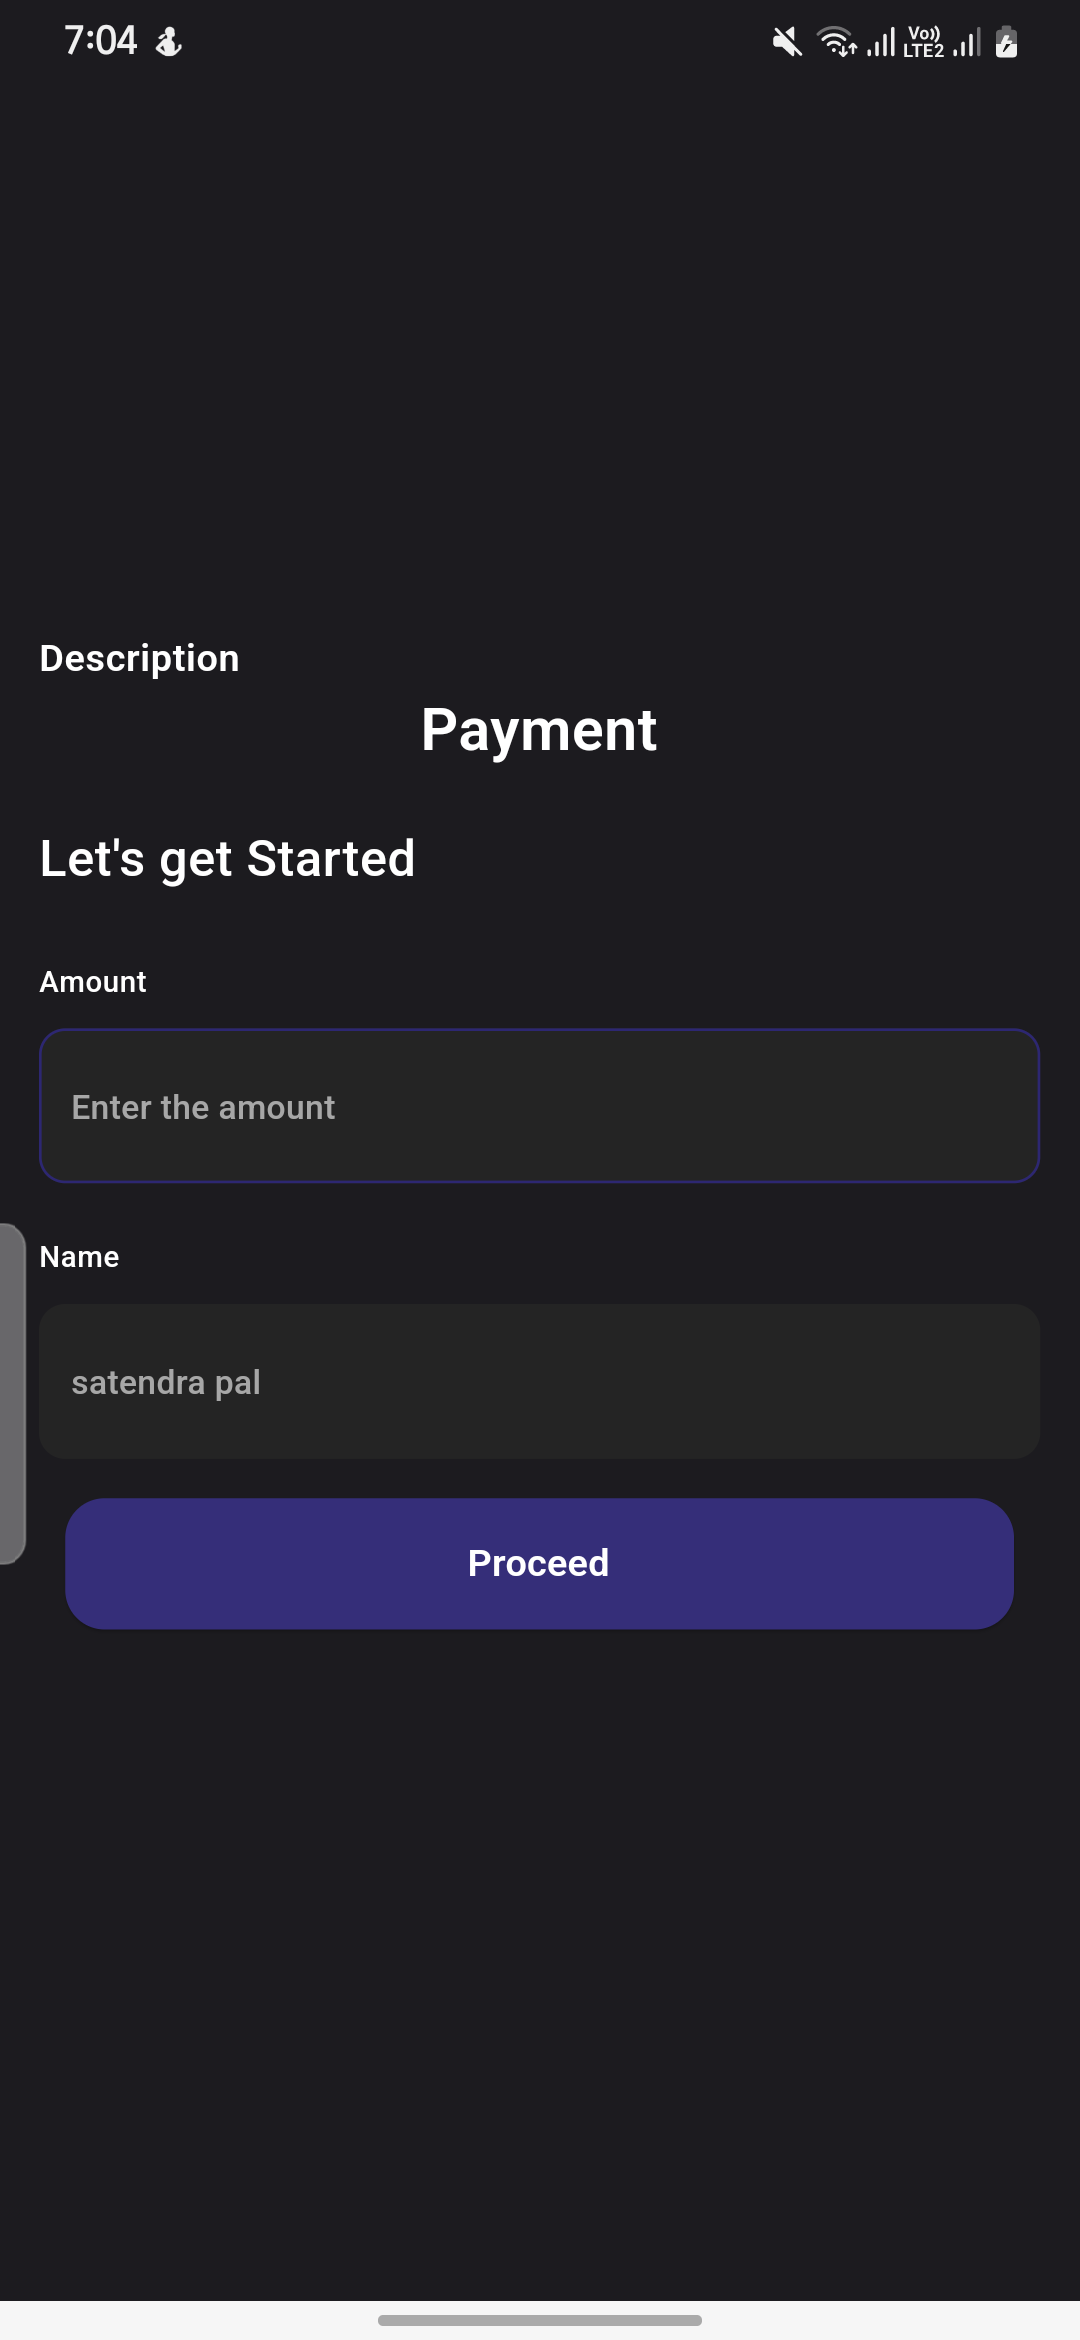 7:04
Vo))
LTE2
Description
Payment
Let's get Started
Amount
Enter the amount
Name
satendra pal
Proceed